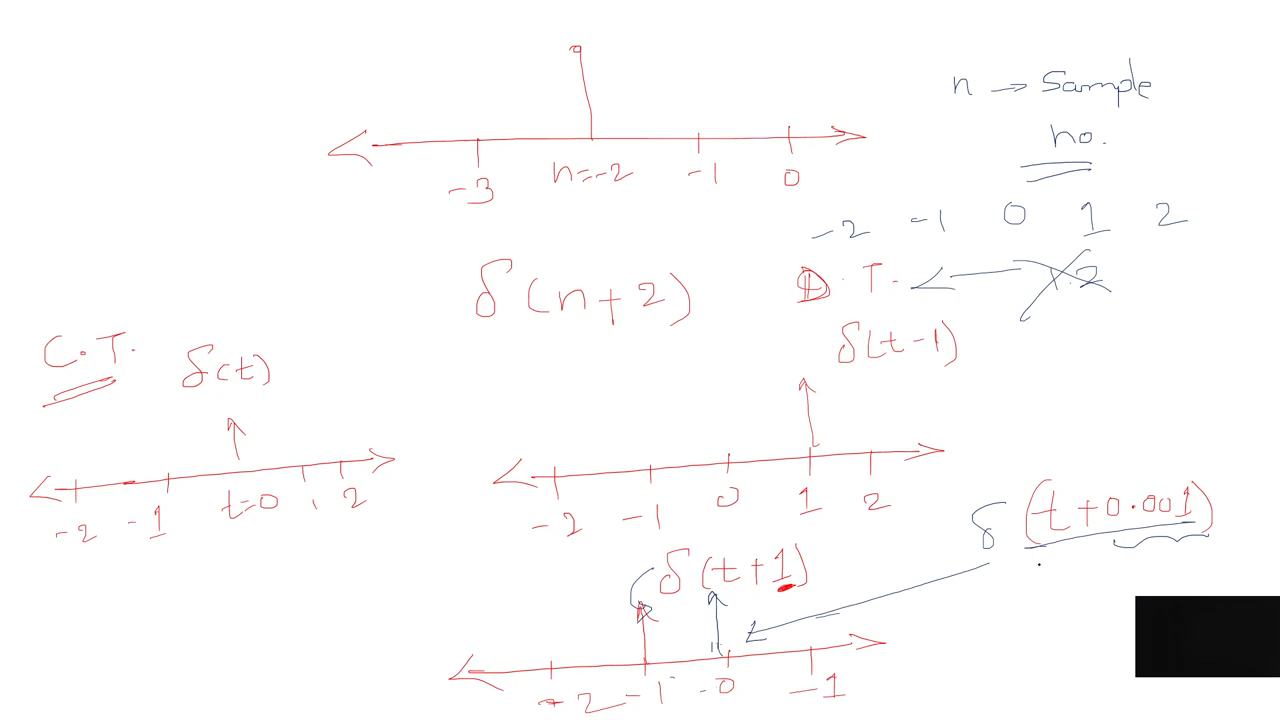 n → Sample
no.
-3 n=-2 -1 0
-2 -1 0 1 2
δ(n+2)
D.T. ← 1.2
C.T. δ(t)
δ(t-1)
-2 -1 t=0 , 2
-2 -1 0 1 2
δ(t+0.001)
δ(t+1)
-2 -1 -0 -1